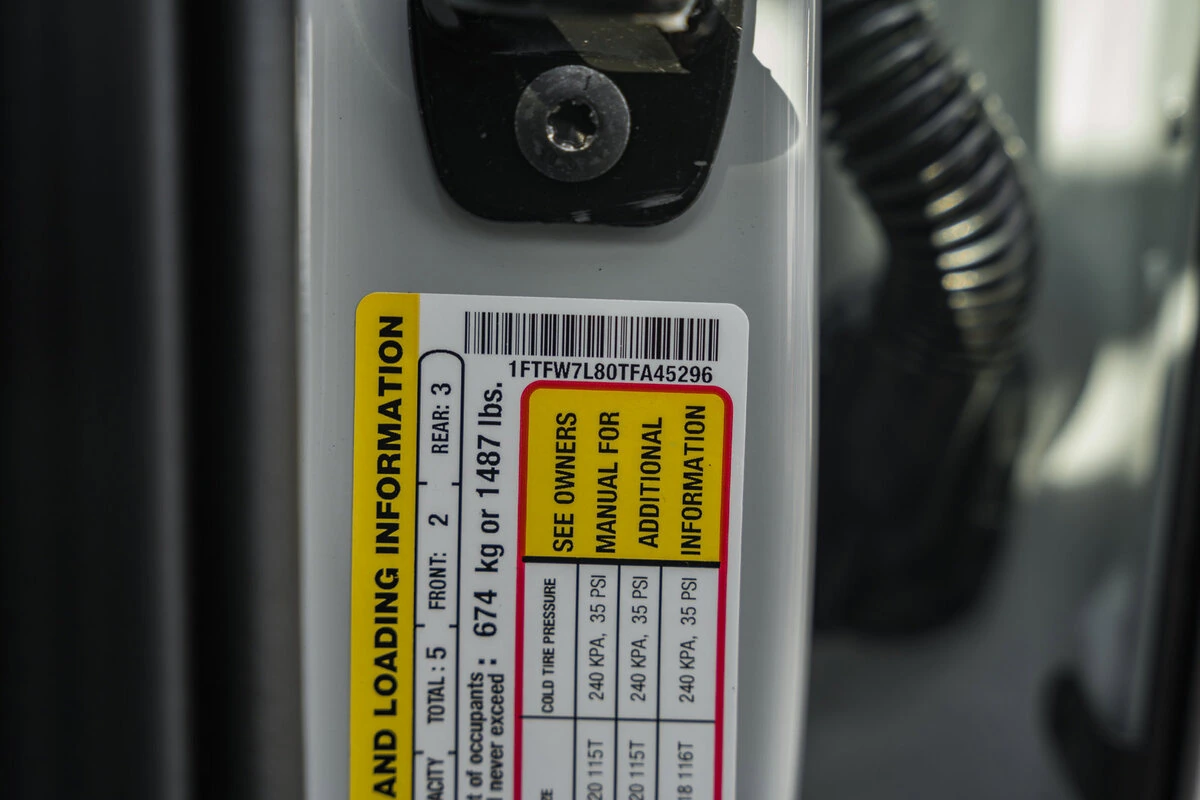 1FTFW7L80TFA45296
AND LOADING INFORMATION
TOTAL : 5 FRONT: 2 REAR: 3
t of occupants
never exceed : 674 kg or 1487 lbs.
COLD TIRE PRESSURE
20 115T 240 KPA, 35 PSI
20 115T 240 KPA, 35 PSI
18 116T 240 KPA, 35 PSI
SEE OWNERS
MANUAL FOR
ADDITIONAL
INFORMATION